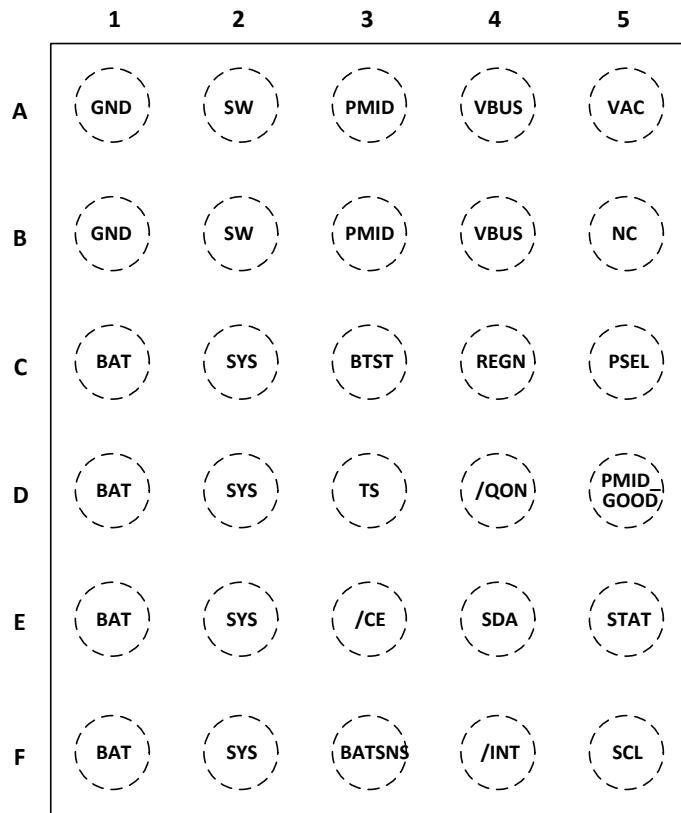 1 2 3 4 5
A GND SW PMID VBUS VAC
B GND SW PMID VBUS NC
C BAT SYS BTST REGN PSEL
D BAT SYS TS /QON PMID_
GOOD
E BAT SYS /CE SDA STAT
F BAT SYS BATSNS /INT SCL